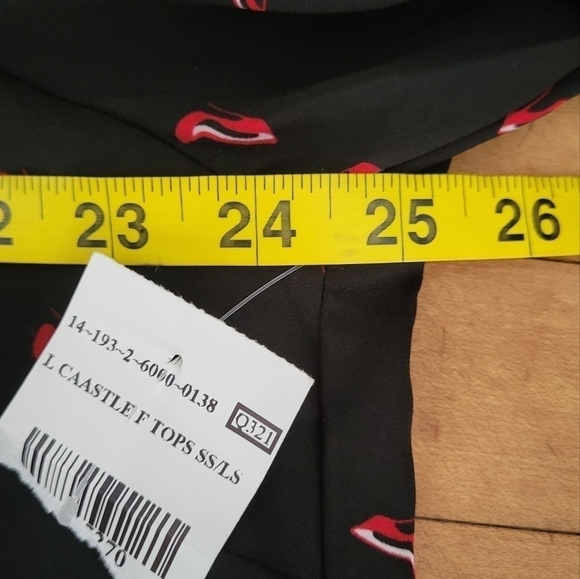 2 23 24 25 26
14~193~2~6000~0138
L CAASTLE F TOPS SS/LS
Q321